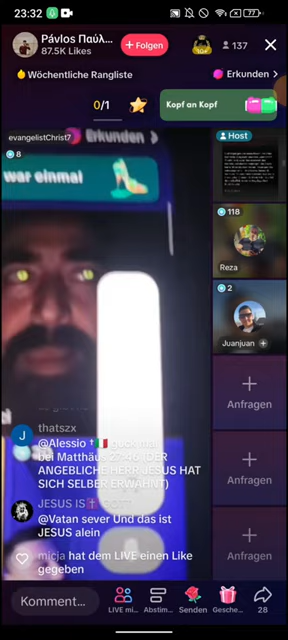 23:32
77
Pávlos Παύλ...
87.5K Likes
+ Folgen
137
Wöchentliche Rangliste
Erkunden >
0/1
Kopf an Kopf
evangelistChrist7
Erkunden
8
war einmal
Host
118
Reza
2
Juanjuan
Anfragen
Anfragen
Anfragen
J
thatszx
@Alessio
bei Matthäus 27:46 (DER
ANGEBLICHE HERR JESUS HAT
SICH SELBER ERWÄHNT)
JESUS IS
@Vatan sever Und das ist
JESUS alein
micja hat dem LIVE einen Like
gegeben
Komment...
LIVE mi...
Abstim...
Senden
Gesche...
28